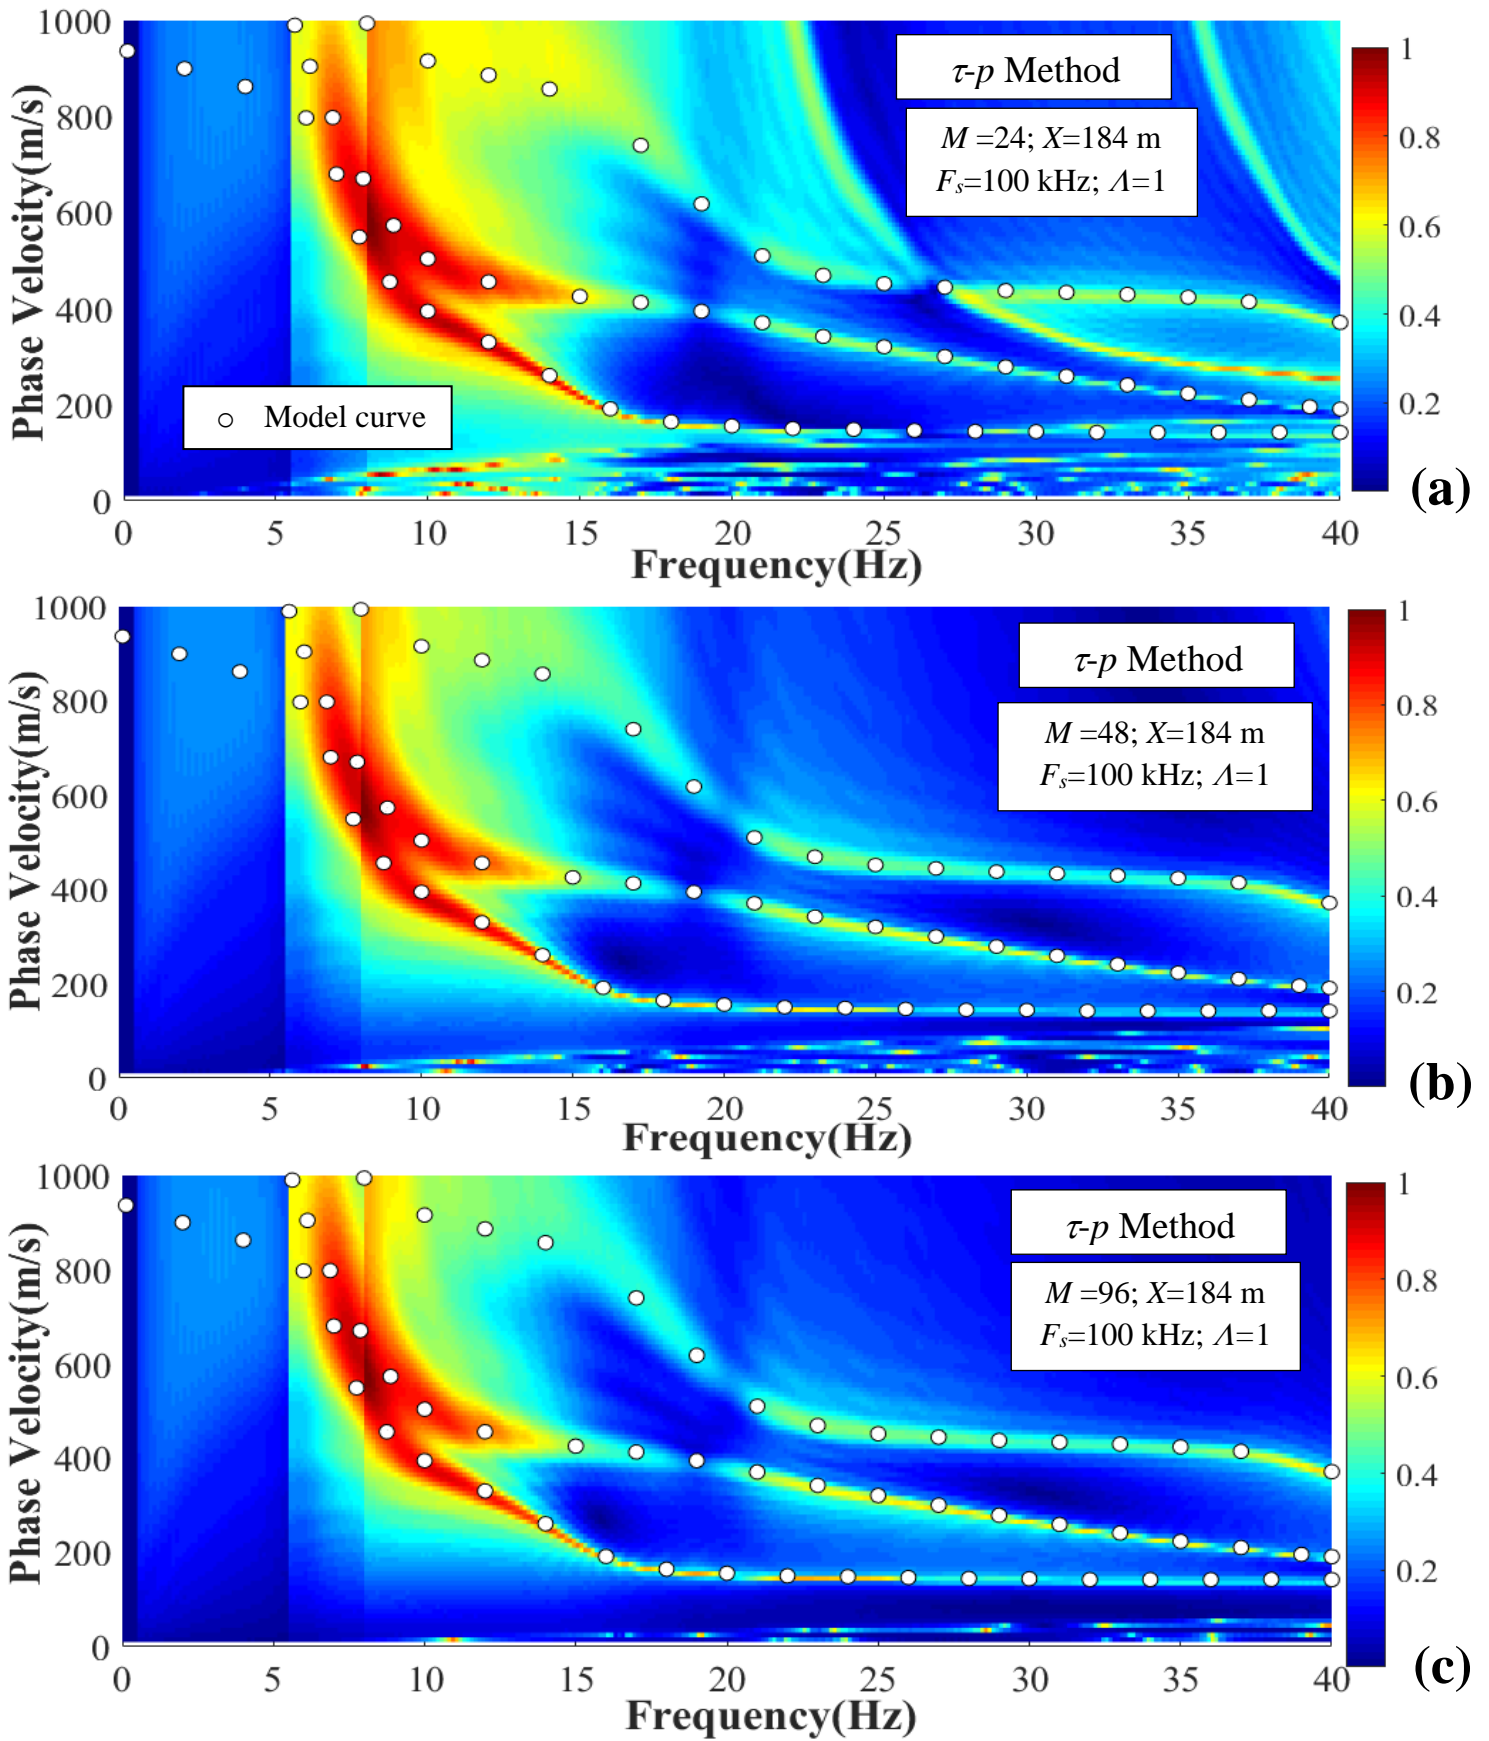 1000
800
600
400
200
0
Phase Velocity(m/s)
τ-p Method
M =24; X=184 m
Fs=100 kHz; Λ=1
Model curve
0 5 10 15 20 25 30 35 40
Frequency(Hz)
1
0.8
0.6
0.4
0.2
(a)
1000
800
600
400
200
0
Phase Velocity(m/s)
τ-p Method
M =48; X=184 m
Fs=100 kHz; Λ=1
0 5 10 15 20 25 30 35 40
Frequency(Hz)
1
0.8
0.6
0.4
0.2
(b)
1000
800
600
400
200
0
Phase Velocity(m/s)
τ-p Method
M =96; X=184 m
Fs=100 kHz; Λ=1
0 5 10 15 20 25 30 35 40
Frequency(Hz)
1
0.8
0.6
0.4
0.2
(c)